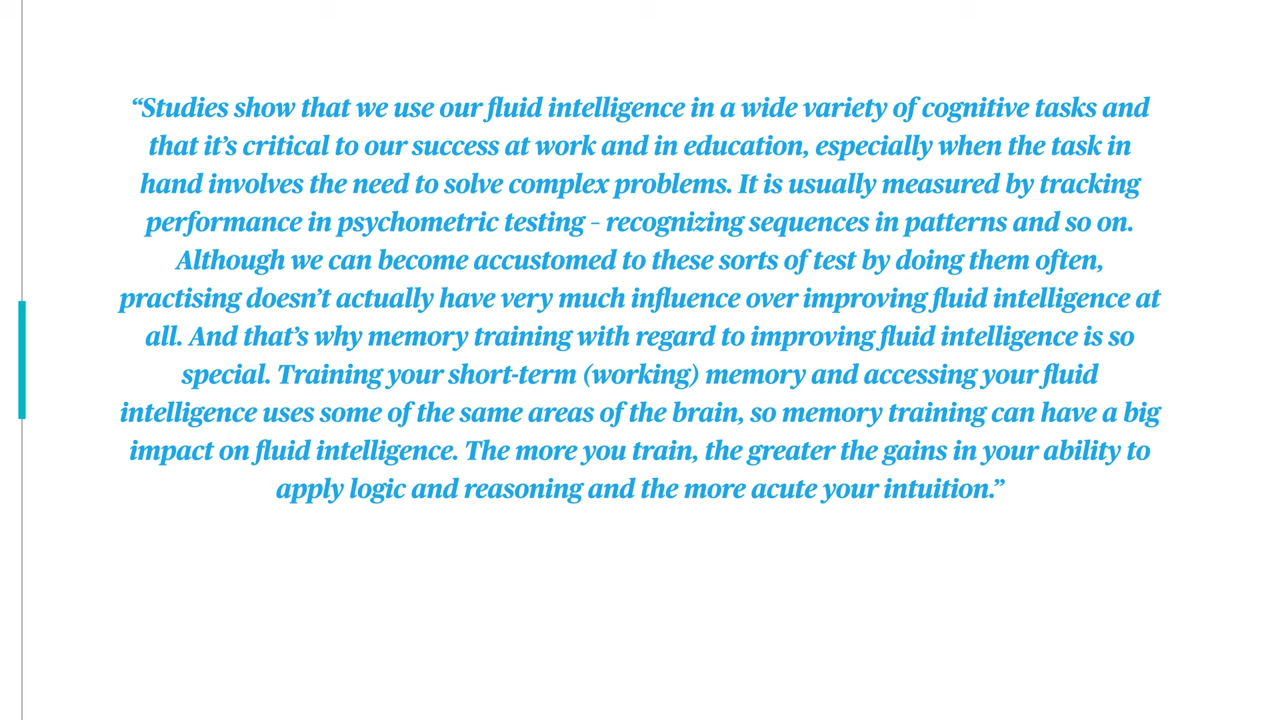 “Studies show that we use our fluid intelligence in a wide variety of cognitive tasks and
that it’s critical to our success at work and in education, especially when the task in
hand involves the need to solve complex problems. It is usually measured by tracking
performance in psychometric testing – recognizing sequences in patterns and so on.
Although we can become accustomed to these sorts of test by doing them often,
practising doesn’t actually have very much influence over improving fluid intelligence at
all. And that’s why memory training with regard to improving fluid intelligence is so
special. Training your short-term (working) memory and accessing your fluid
intelligence uses some of the same areas of the brain, so memory training can have a big
impact on fluid intelligence. The more you train, the greater the gains in your ability to
apply logic and reasoning and the more acute your intuition.”